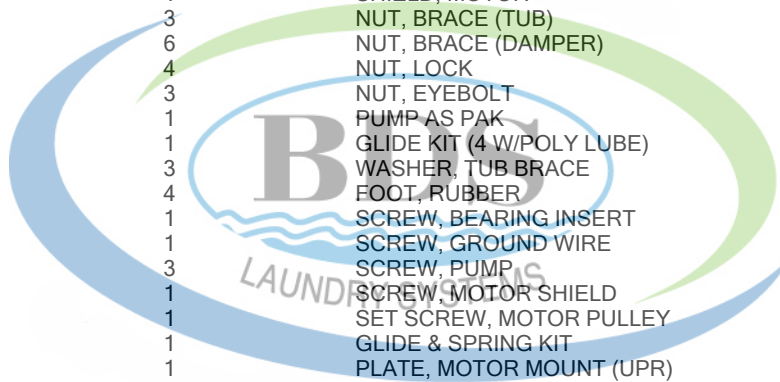 SHIELD, MOTOR
3 NUT, BRACE (TUB)
6 NUT, BRACE (DAMPER)
4 NUT, LOCK
3 NUT, EYEBOLT
1 PUMP AS PAK
1 GLIDE KIT (4 W/POLY LUBE)
3 WASHER, TUB BRACE
4 FOOT, RUBBER
1 SCREW, BEARING INSERT
1 SCREW, GROUND WIRE
3 SCREW, PUMP
1 SCREW, MOTOR SHIELD
1 SET SCREW, MOTOR PULLEY
1 GLIDE & SPRING KIT
1 PLATE, MOTOR MOUNT (UPR)
BDS
LAUNDRY SYSTEMS